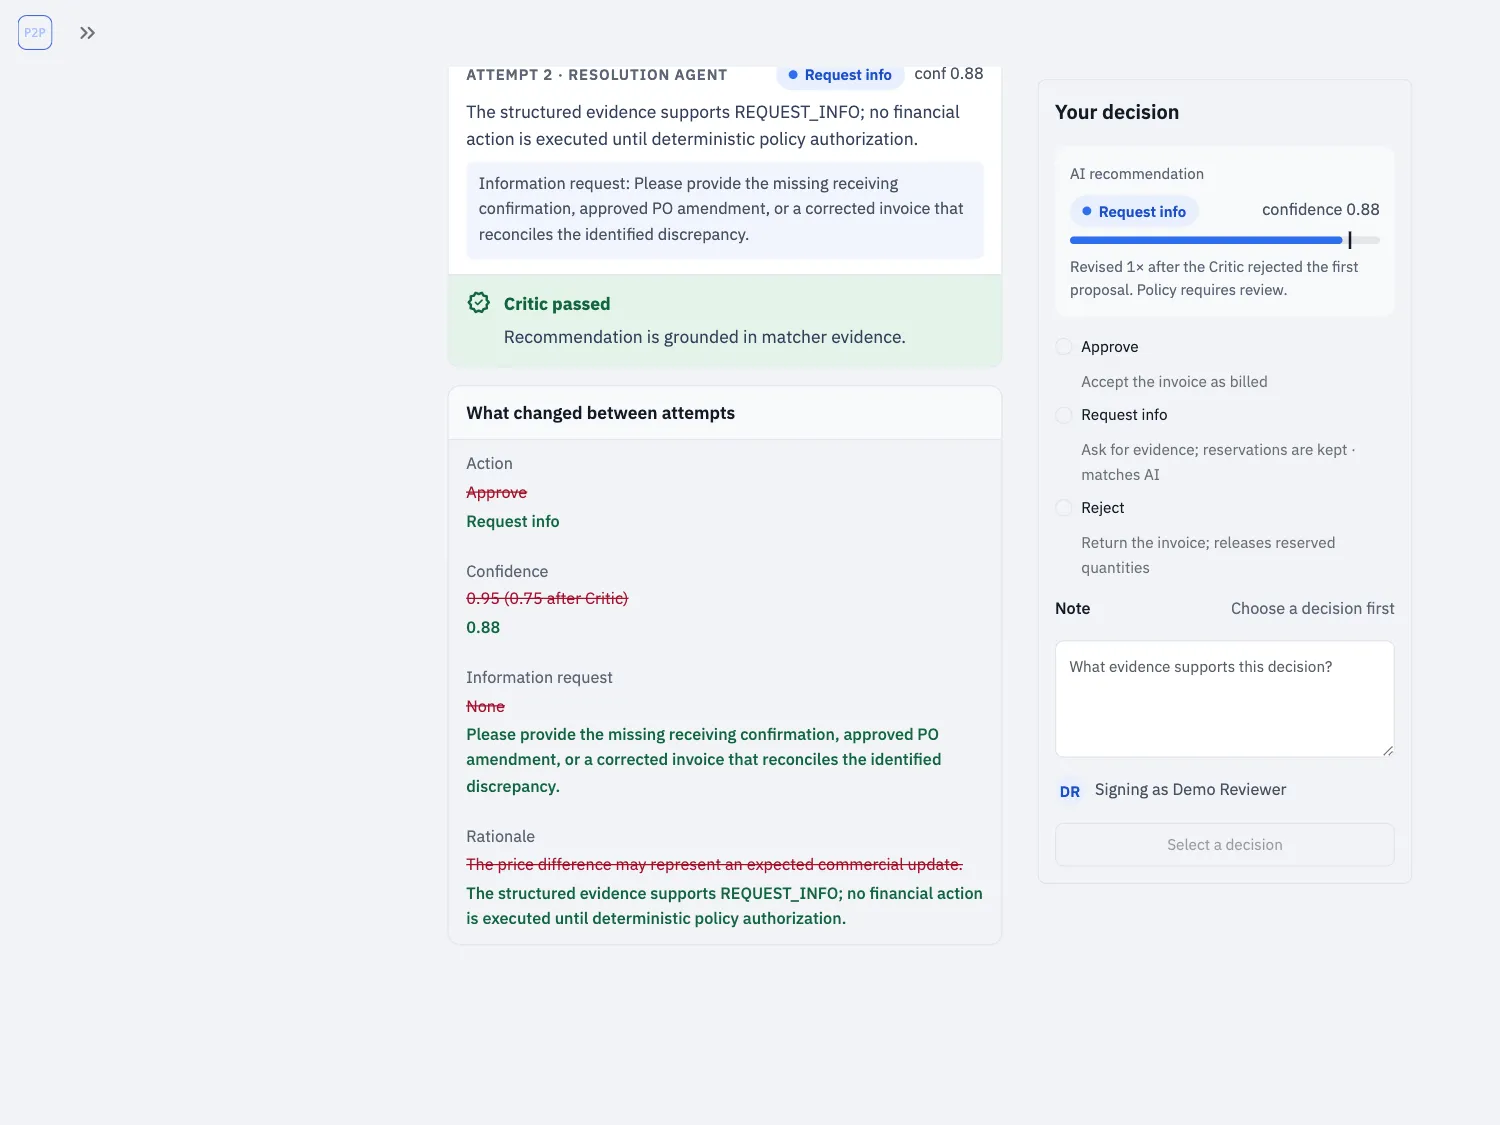 P2P
ATTEMPT 2 · RESOLUTION AGENT
Request info
conf 0.88
The structured evidence supports REQUEST_INFO; no financial
action is executed until deterministic policy authorization.
Information request: Please provide the missing receiving
confirmation, approved PO amendment, or a corrected invoice that
reconciles the identified discrepancy.
Critic passed
Recommendation is grounded in matcher evidence.
What changed between attempts
Action
Approve
Request info
Confidence
0.95 (0.75 after Critic)
0.88
Information request
None
Please provide the missing receiving confirmation, approved PO
amendment, or a corrected invoice that reconciles the identified
discrepancy.
Rationale
The price difference may represent an expected commercial update.
The structured evidence supports REQUEST_INFO; no financial action
is executed until deterministic policy authorization.
Your decision
AI recommendation
Request info
confidence 0.88
Revised 1× after the Critic rejected the first
proposal. Policy requires review.
Approve
Accept the invoice as billed
Request info
Ask for evidence; reservations are kept ·
matches AI
Reject
Return the invoice; releases reserved
quantities
Note
Choose a decision first
What evidence supports this decision?
DR
Signing as Demo Reviewer
Select a decision